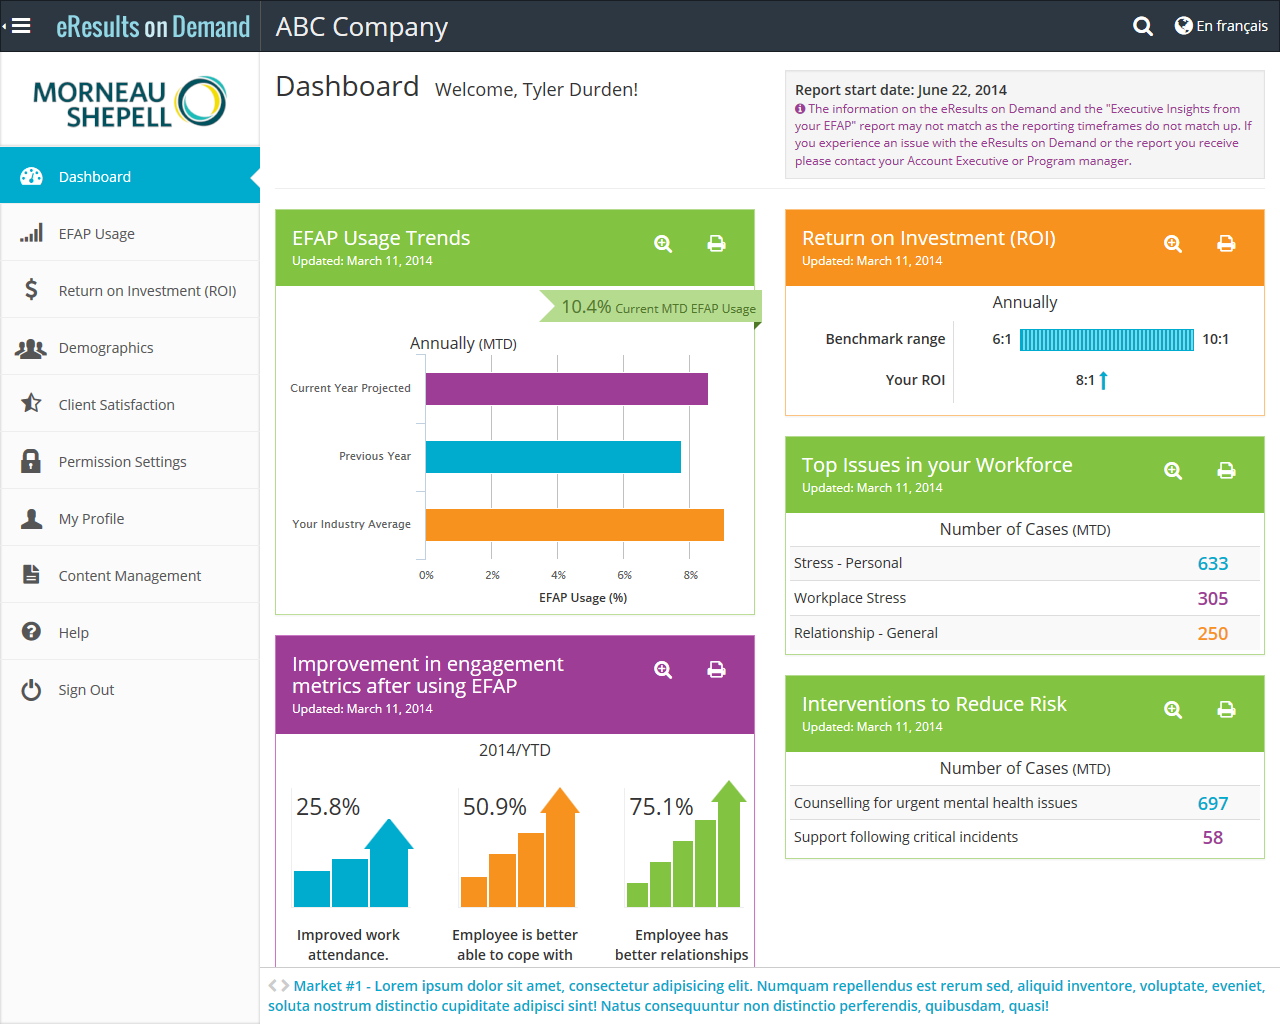 eResults on Demand
ABC Company
En français
MORNEAU
SHEPELL
Dashboard
EFAP Usage
Return on Investment (ROI)
Demographics
Client Satisfaction
Permission Settings
My Profile
Content Management
Help
Sign Out
Dashboard Welcome, Tyler Durden!
Report start date: June 22, 2014
The information on the eResults on Demand and the "Executive Insights from
your EFAP" report may not match as the reporting timeframes do not match up. If
you experience an issue with the eResults on Demand or the report you receive
please contact your Account Executive or Program manager.
EFAP Usage Trends
Updated: March 11, 2014
10.4% Current MTD EFAP Usage
Annually (MTD)
Current Year Projected
Previous Year
Your Industry Average
0% 2% 4% 6% 8%
EFAP Usage (%)
Improvement in engagement
metrics after using EFAP
Updated: March 11, 2014
2014/YTD
25.8% 50.9% 75.1%
Improved work
attendance.
Employee is better
able to cope with
Employee has
better relationships
Return on Investment (ROI)
Updated: March 11, 2014
Annually
Benchmark range 6:1 10:1
Your ROI 8:1
Top Issues in your Workforce
Updated: March 11, 2014
Number of Cases (MTD)
Stress - Personal 633
Workplace Stress 305
Relationship - General 250
Interventions to Reduce Risk
Updated: March 11, 2014
Number of Cases (MTD)
Counselling for urgent mental health issues 697
Support following critical incidents 58
Market #1 - Lorem ipsum dolor sit amet, consectetur adipisicing elit. Numquam repellendus est rerum sed, aliquid inventore, voluptate, eveniet,
soluta nostrum distinctio cupiditate adipisci sint! Natus consequuntur non distinctio perferendis, quibusdam, quasi!